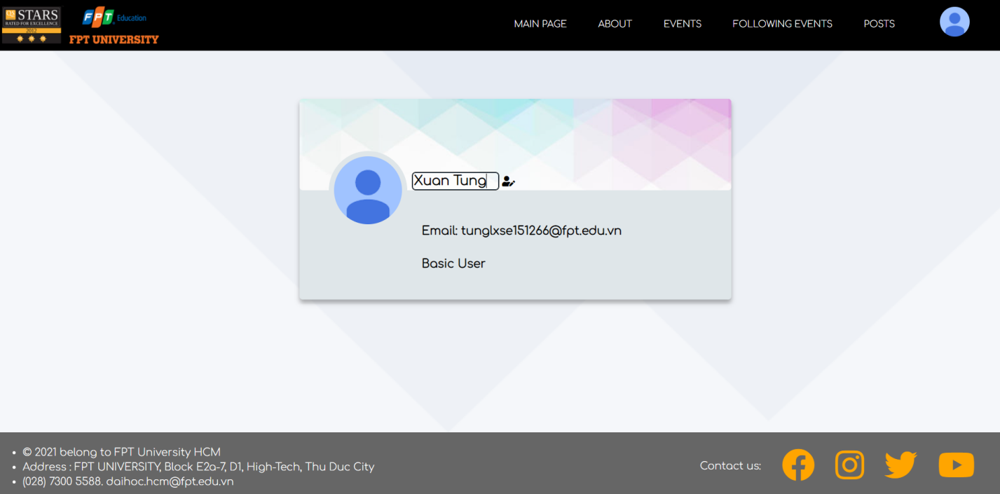 QS STARS
RATED FOR EXCELLENCE
2012
FPT Education
FPT UNIVERSITY
MAIN PAGE
ABOUT
EVENTS
FOLLOWING EVENTS
POSTS
Xuan Tung
Email: tunglxse151266@fpt.edu.vn
Basic User
© 2021 belong to FPT University HCM
Address : FPT UNIVERSITY, Block E2a-7, D1, High-Tech, Thu Duc City
(028) 7300 5588. daihoc.hcm@fpt.edu.vn
Contact us: